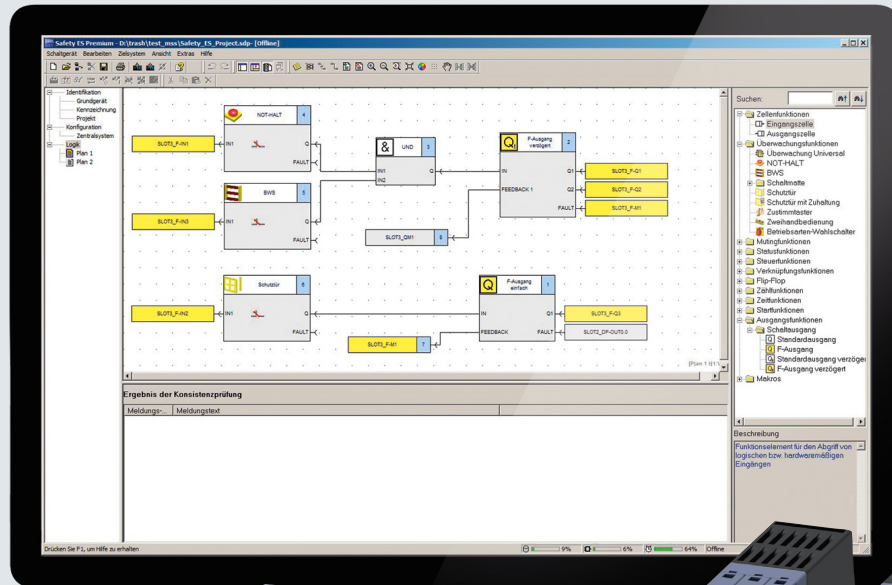 Safety ES Premium - D:\trash\test_mss\Safety_ES_Project.sdp- [Offline]
Schaltgerät Bearbeiten Zielsystem Ansicht Extras Hilfe
Identifikation
Grundgerät
Kennzeichnung
Projekt
Konfiguration
Zentralsystem
Logik
Plan 1
Plan 2
NOT-HALT 4
SLOT3_F-IN1
IN1 Q
FAULT
BWS 5
SLOT3_F-IN3
IN1 Q
FAULT
& UND 3
IN1 Q
IN2
F-Ausgang verzögert 2
IN Q1
FEEDBACK 1 Q2
FAULT
SLOT3_F-Q1
SLOT3_F-Q2
SLOT3_F-M1
SLOT3_QM1 8
Schutztür 6
SLOT3_F-IN2
IN1 Q
FAULT
F-Ausgang einfach 1
IN Q1
FEEDBACK FAULT
SLOT3_F-Q3
SLOT2_DP-OUT0.0
SLOT3_F-M1 7
Ergebnis der Konsistenzprüfung
Meldungs-... Meldungstext
Suchen:
Zellenfunktionen
Eingangszelle
Ausgangszelle
Überwachungsfunktionen
Überwachung Universal
NOT-HALT
BWS
Schaltmatte
Schutztür
Schutztür mit Zuhaltung
Zustimmtaster
Zweihandbedienung
Betriebsarten-Wahlschalter
Mutingfunktionen
Statusfunktionen
Steuerfunktionen
Verknüpfungsfunktionen
Flip-Flop
Zählfunktionen
Zeitfunktionen
Startfunktionen
Ausgangsfunktionen
Schaltausgang
Standardausgang
F-Ausgang
Standardausgang verzöger
F-Ausgang verzögert
Makros
Beschreibung
Funktionselement für den Abgriff von
logischen bzw. hardwaremäßigen
Eingängen
Drücken Sie F1, um Hilfe zu erhalten
9% 6% 64% Offline